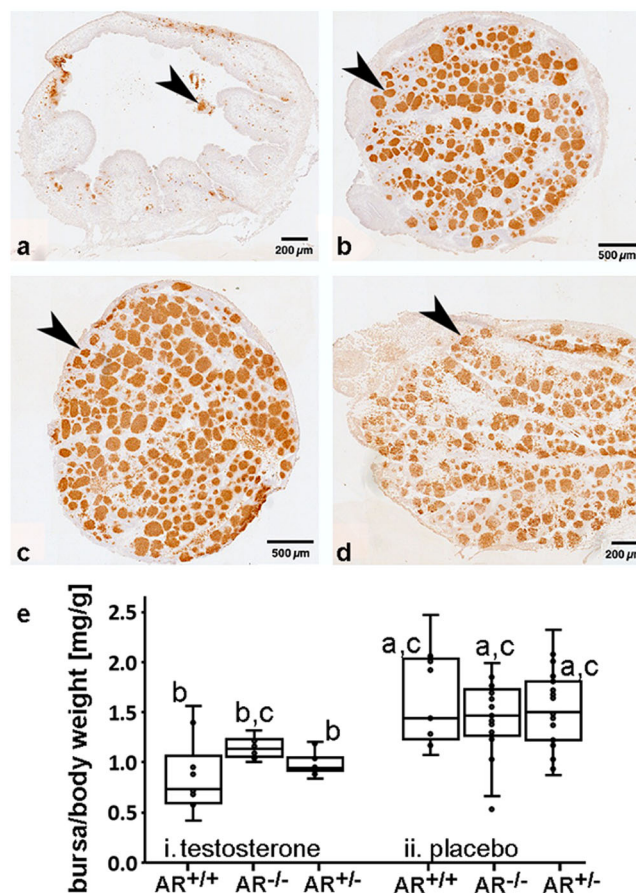 a
200 µm
b
500 µm
c
500 µm
d
200
e
bursa/body weight [mg/g]
2.5
2.0
1.5
1.0
0.5
0.0
b
b,c
b
a,c
a,c
a,c
i. testosterone
ii. placebo
AR+/+
AR-/-
AR+/-
AR+/+
AR-/-
AR+/-